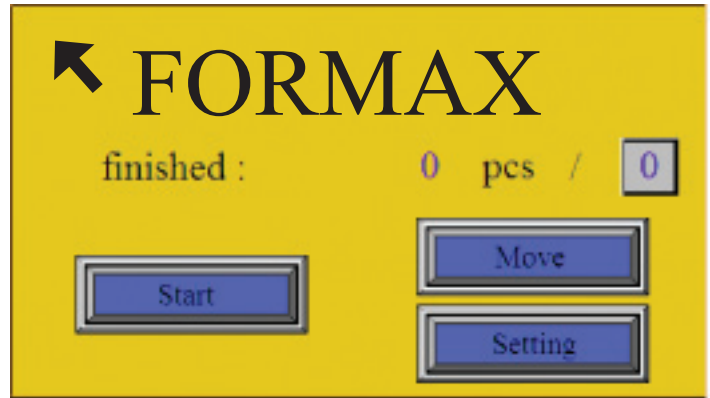 FORMAX
finished : 0 pcs / 0
Move
Start
Setting